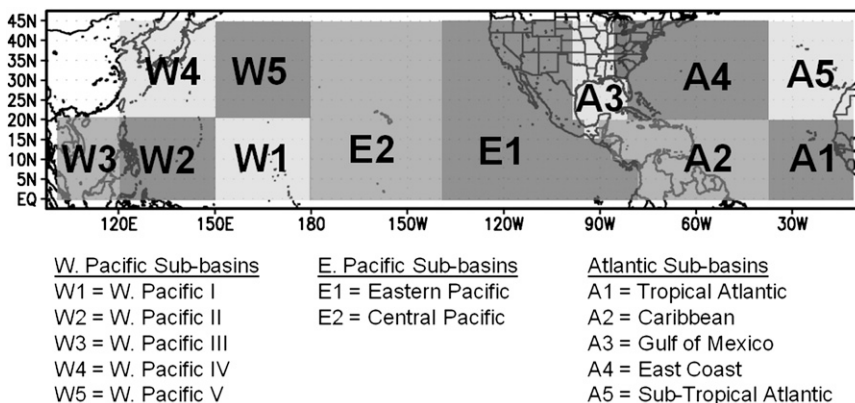 45N
40N
35N
30N
25N
20N
15N
10N
5N
EQ
W4 W5 A3 A4 A5
W3 W2 W1 E2 E1 A2 A1
120E 150E 180 150W 120W 90W 60W 30W
W. Pacific Sub-basins E. Pacific Sub-basins Atlantic Sub-basins
W1 = W. Pacific I E1 = Eastern Pacific A1 = Tropical Atlantic
W2 = W. Pacific II E2 = Central Pacific A2 = Caribbean
W3 = W. Pacific III A3 = Gulf of Mexico
W4 = W. Pacific IV A4 = East Coast
W5 = W. Pacific V A5 = Sub-Tropical Atlantic